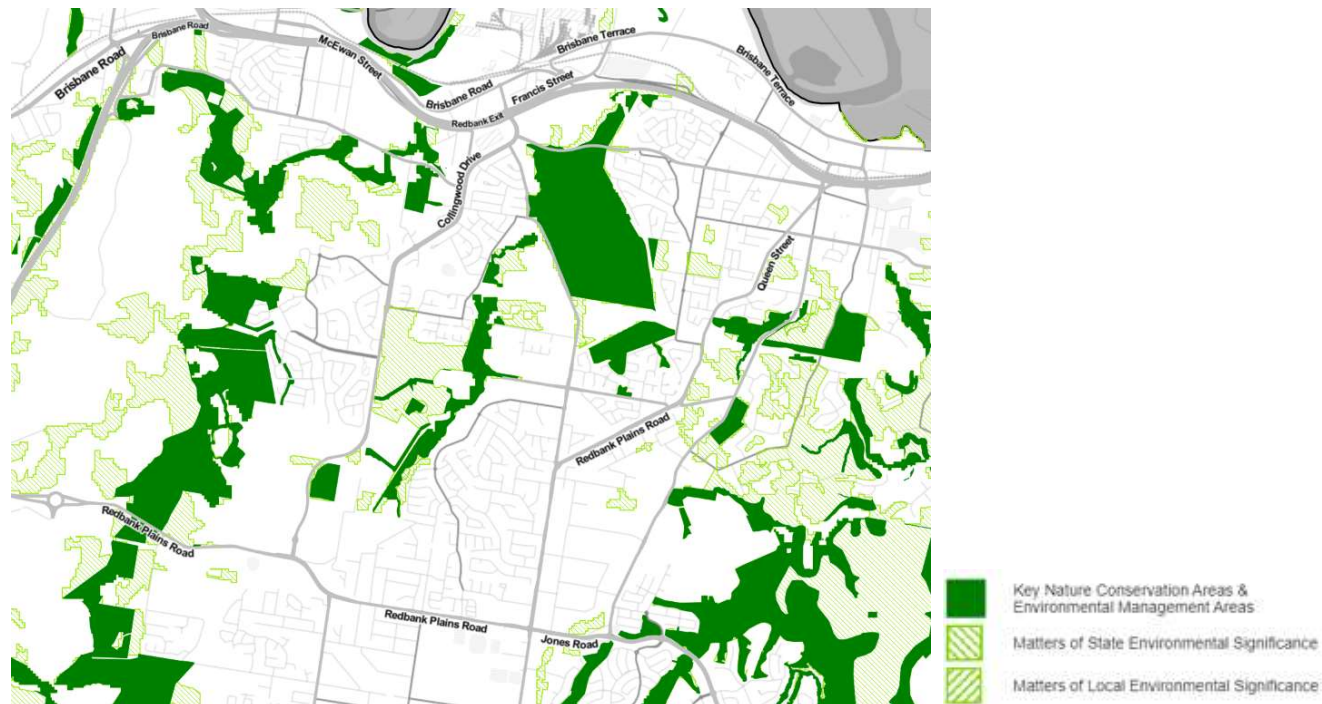 Brisbane Road
Brisbane Road
McEwan Street
Brisbane Terrace
Brisbane Terrace
Brisbane Road
Francis Street
Redbank Exit
Collingwood Drive
Queen Street
Redbank Plains Road
Redbank Plains Road
Redbank Plains Road
Jones Road
Key Nature Conservation Areas &
Environmental Management Areas
Matters of State Environmental Significance
Matters of Local Environmental Significance